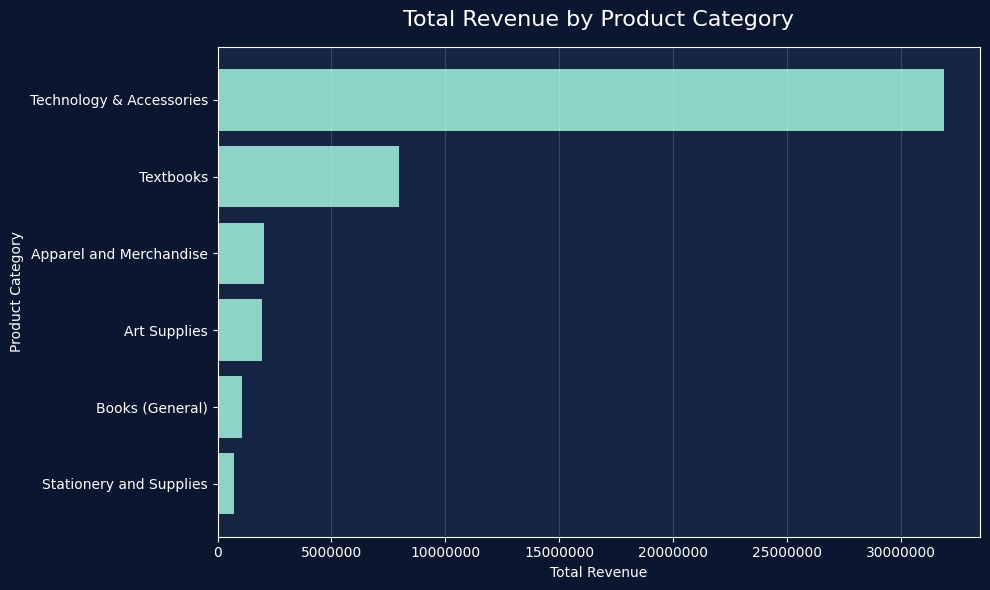 Total Revenue by Product Category
Product Category
Technology & Accessories
Textbooks
Apparel and Merchandise
Art Supplies
Books (General)
Stationery and Supplies
0 5000000 10000000 15000000 20000000 25000000 30000000
Total Revenue